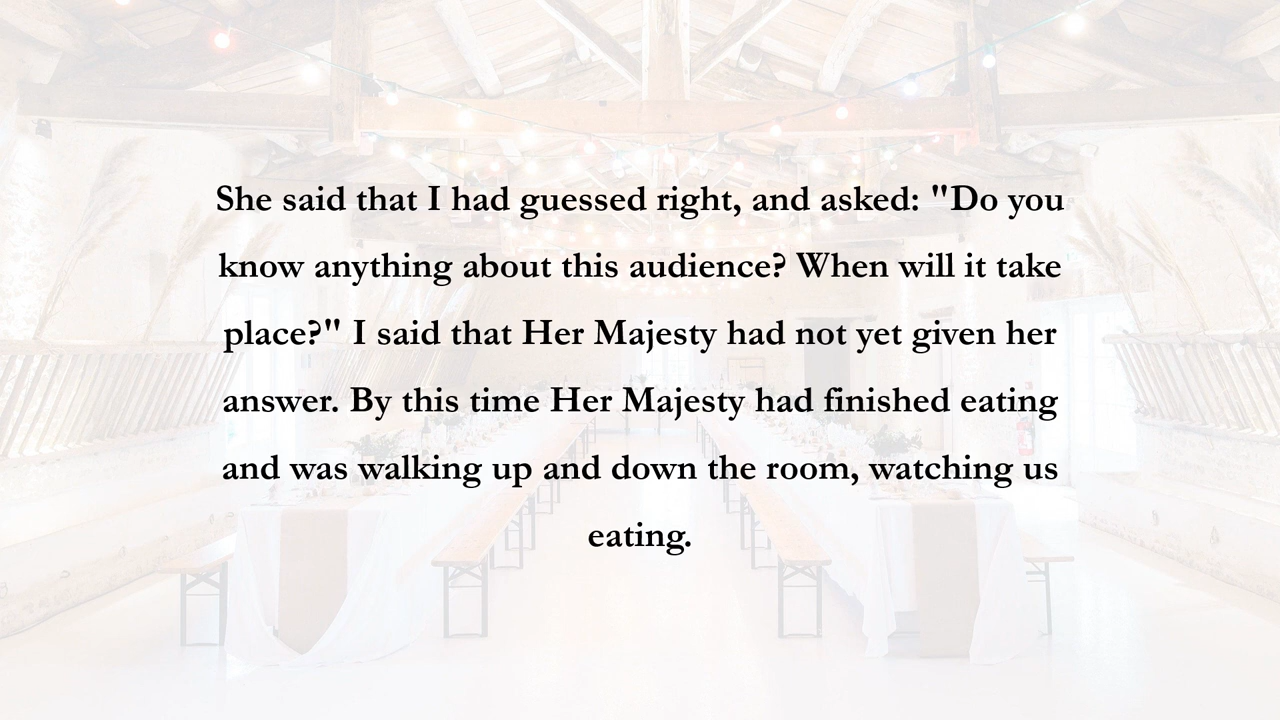 She said that I had guessed right, and asked: "Do you
know anything about this audience? When will it take
place?" I said that Her Majesty had not yet given her
answer. By this time Her Majesty had finished eating
and was walking up and down the room, watching us
eating.